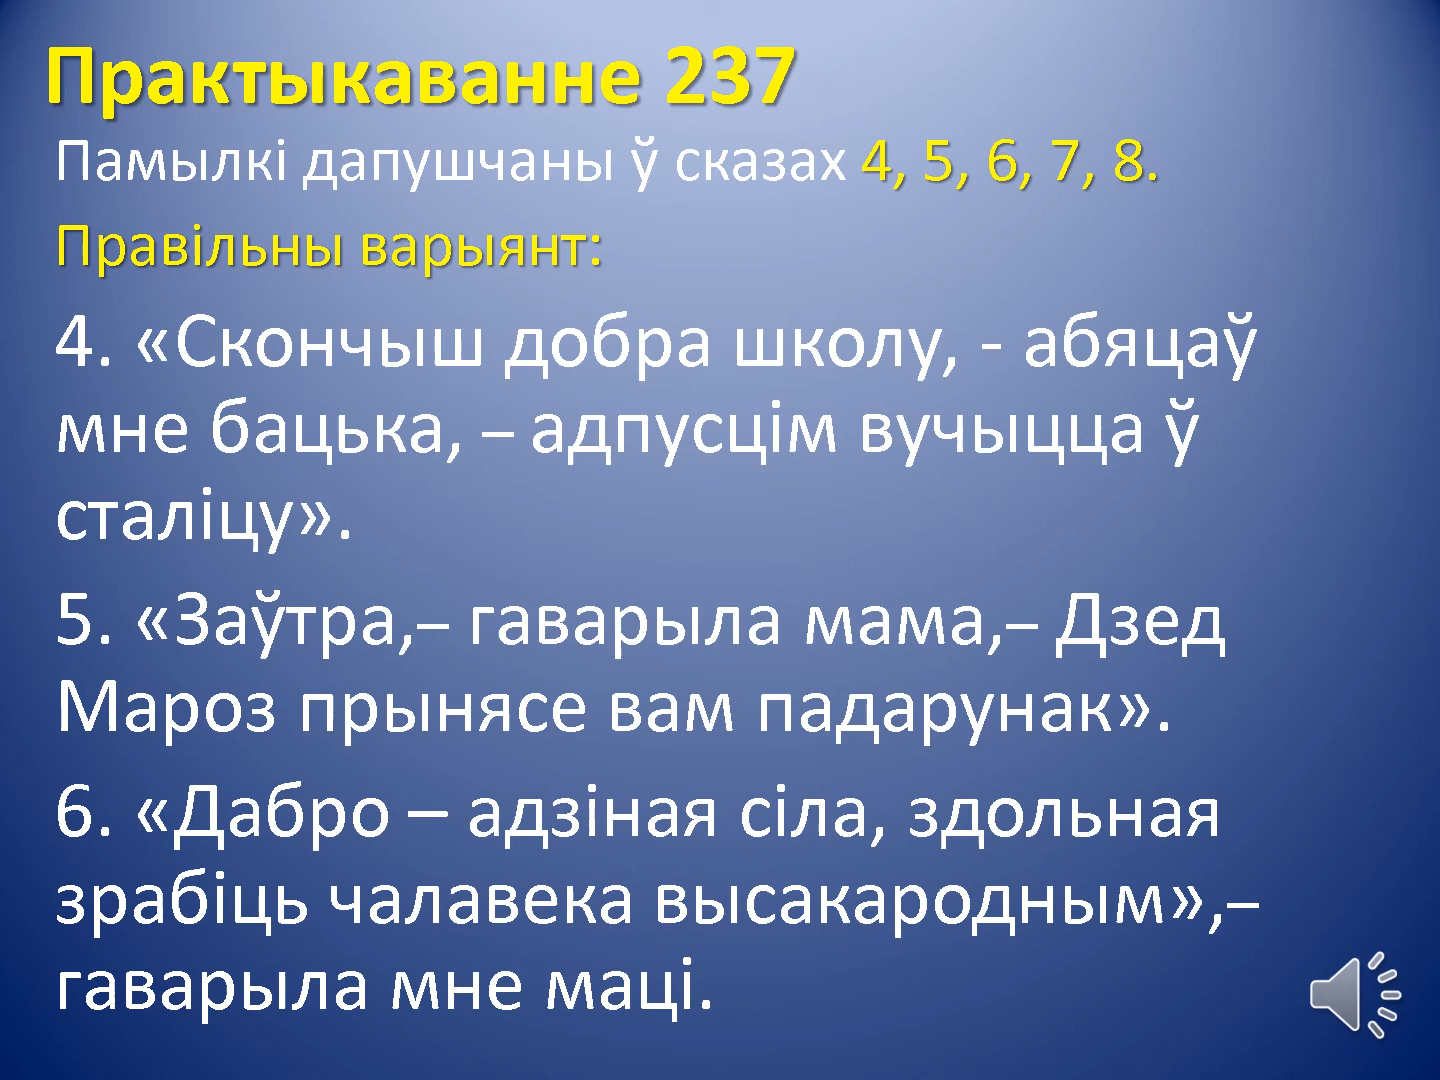 Практыкаванне 237
Памылкі дапушчаны ў сказах 4, 5, 6, 7, 8.
Правільны варыянт:
4. «Скончыш добра школу, - абяцаў
мне бацька, – адпусцім вучыцца ў
сталіцу».
5. «Заўтра,– гаварыла мама,– Дзед
Мароз прынясе вам падарунак».
6. «Дабро – адзіная сіла, здольная
зрабіць чалавека высакародным»,–
гаварыла мне маці.